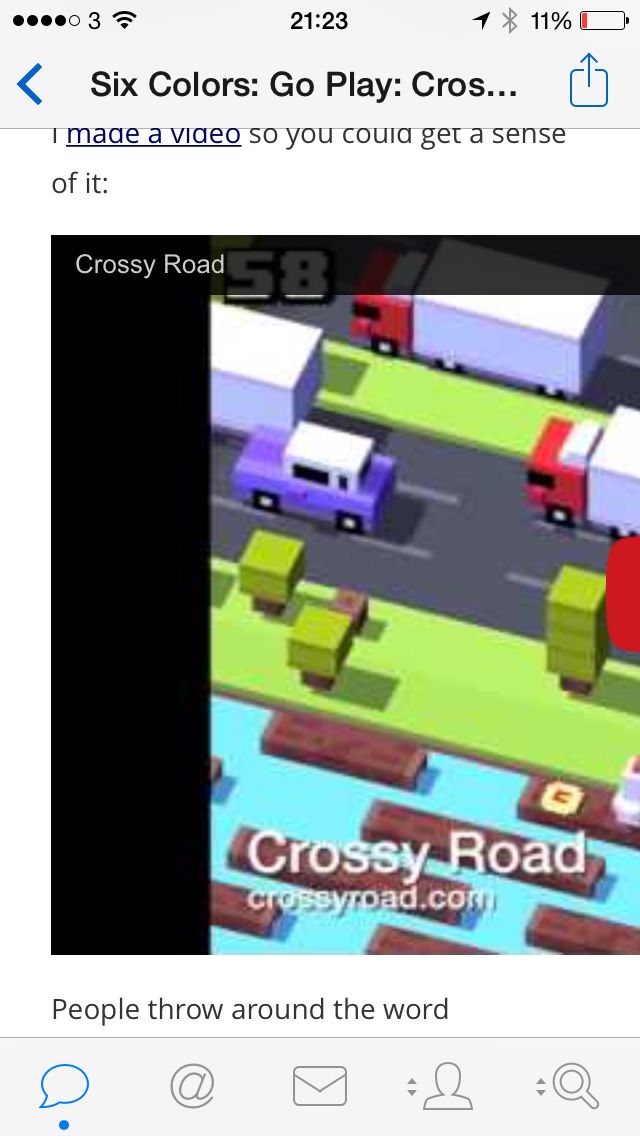 3 21:23 11%
Six Colors: Go Play: Cros...
I made a video so you could get a sense
of it:
Crossy Road
58
Crossy Road
crossyroad.com
People throw around the word
@